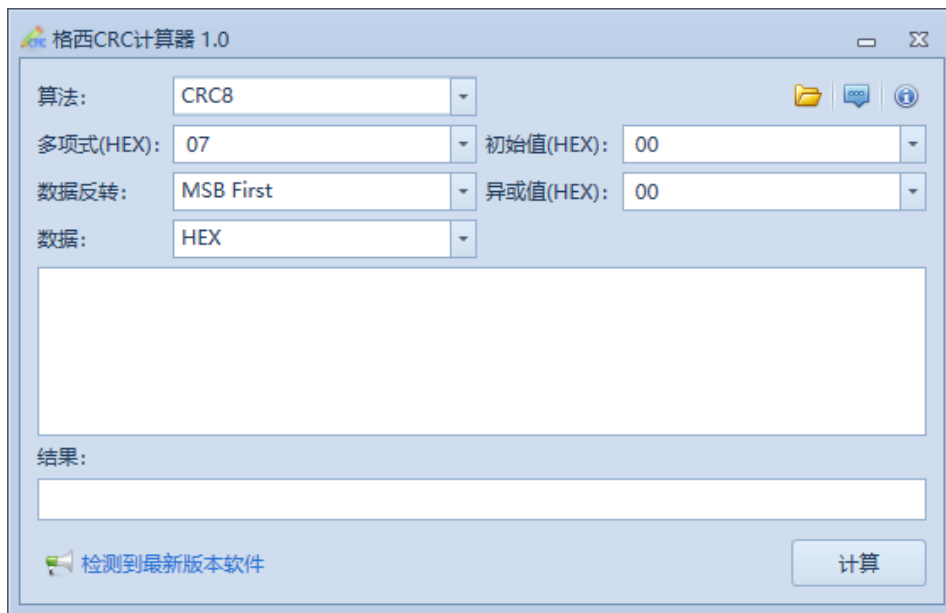 格西CRC计算器 1.0
算法: CRC8
多项式(HEX): 07 初始值(HEX): 00
数据反转: MSB First 异或值(HEX): 00
数据: HEX
结果:
检测到最新版本软件 计算